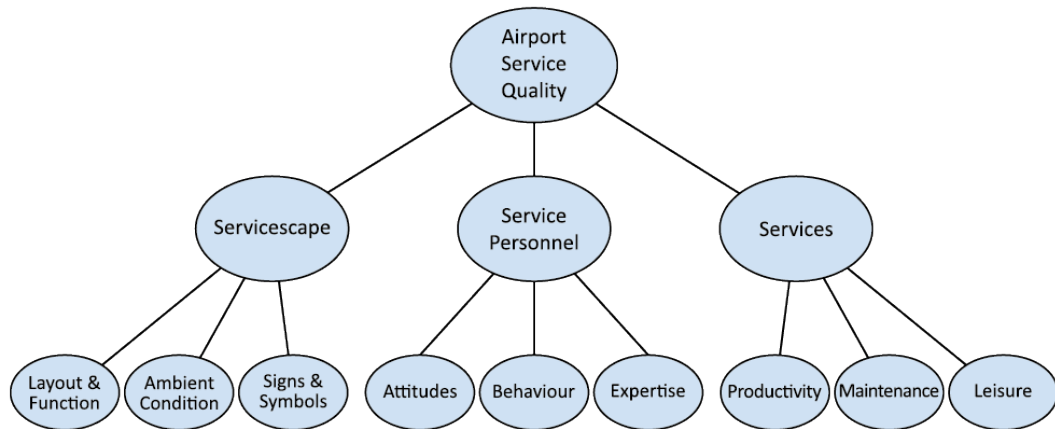 Airport
Service
Quality
Servicescape
Service
Personnel
Services
Layout &
Function
Ambient
Condition
Signs &
Symbols
Attitudes
Behaviour
Expertise
Productivity
Maintenance
Leisure